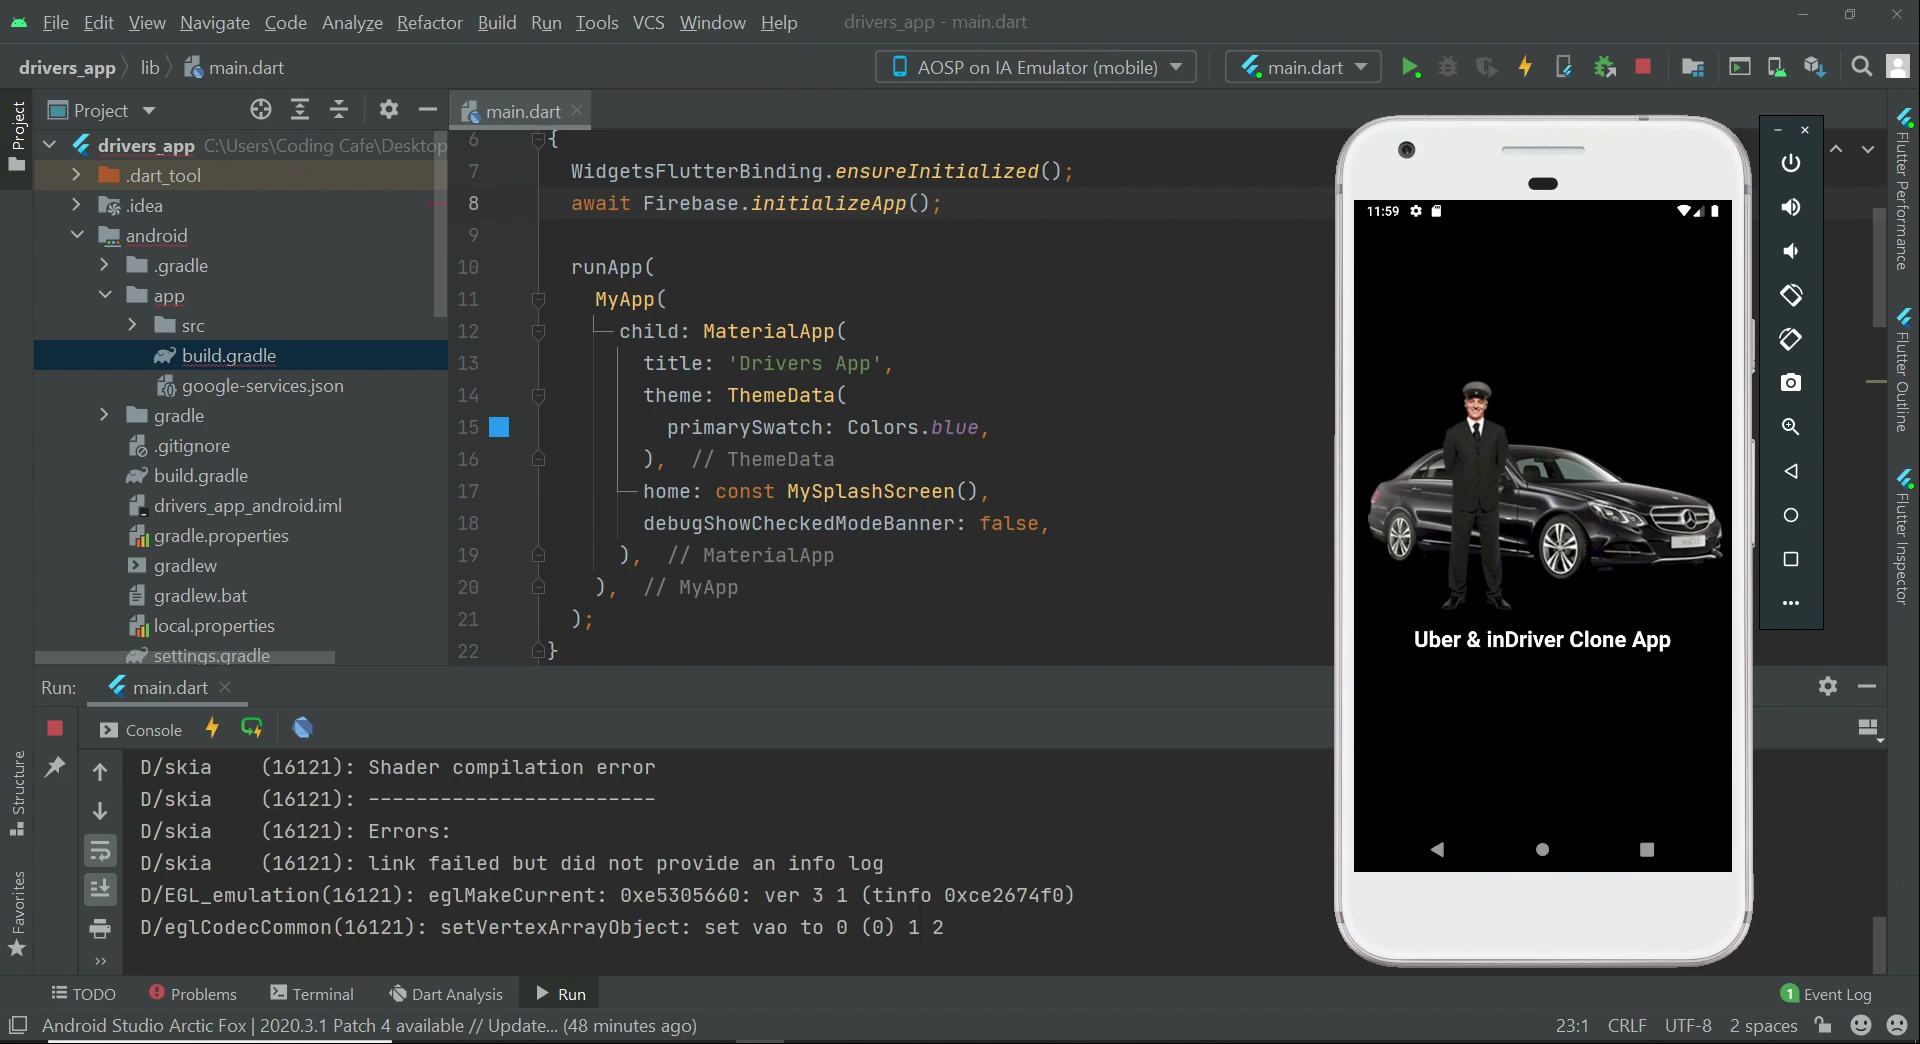 File Edit View Navigate Code Analyze Refactor Build Run Tools VCS Window Help drivers_app - main.dart
drivers_app lib main.dart AOSP on IA Emulator (mobile) main.dart
Project
Project
main.dart
drivers_app C:\Users\Coding Cafe\Desktop
.dart_tool
.idea
android
.gradle
app
src
build.gradle
google-services.json
gradle
.gitignore
build.gradle
drivers_app_android.iml
gradle.properties
gradlew
gradlew.bat
local.properties
settings.gradle
6 {
7 WidgetsFlutterBinding.ensureInitialized();
8 await Firebase.initializeApp();
9
10 runApp(
11 MyApp(
12 child: MaterialApp(
13 title: 'Drivers App',
14 theme: ThemeData(
15 primarySwatch: Colors.blue,
16 ), // ThemeData
17 home: const MySplashScreen(),
18 debugShowCheckedModeBanner: false,
19 ), // MaterialApp
20 ), // MyApp
21 );
22 }
11:59
Uber & inDriver Clone App
Flutter Performance
Flutter Outline
Flutter Inspector
Run: main.dart
Console
Structure
Favorites
D/skia (16121): Shader compilation error
D/skia (16121): ------------------------
D/skia (16121): Errors:
D/skia (16121): link failed but did not provide an info log
D/EGL_emulation(16121): eglMakeCurrent: 0xe5305660: ver 3 1 (tinfo 0xce2674f0)
D/eglCodecCommon(16121): setVertexArrayObject: set vao to 0 (0) 1 2
TODO Problems Terminal Dart Analysis Run 1 Event Log
Android Studio Arctic Fox | 2020.3.1 Patch 4 available // Update... (48 minutes ago) 23:1 CRLF UTF-8 2 spaces